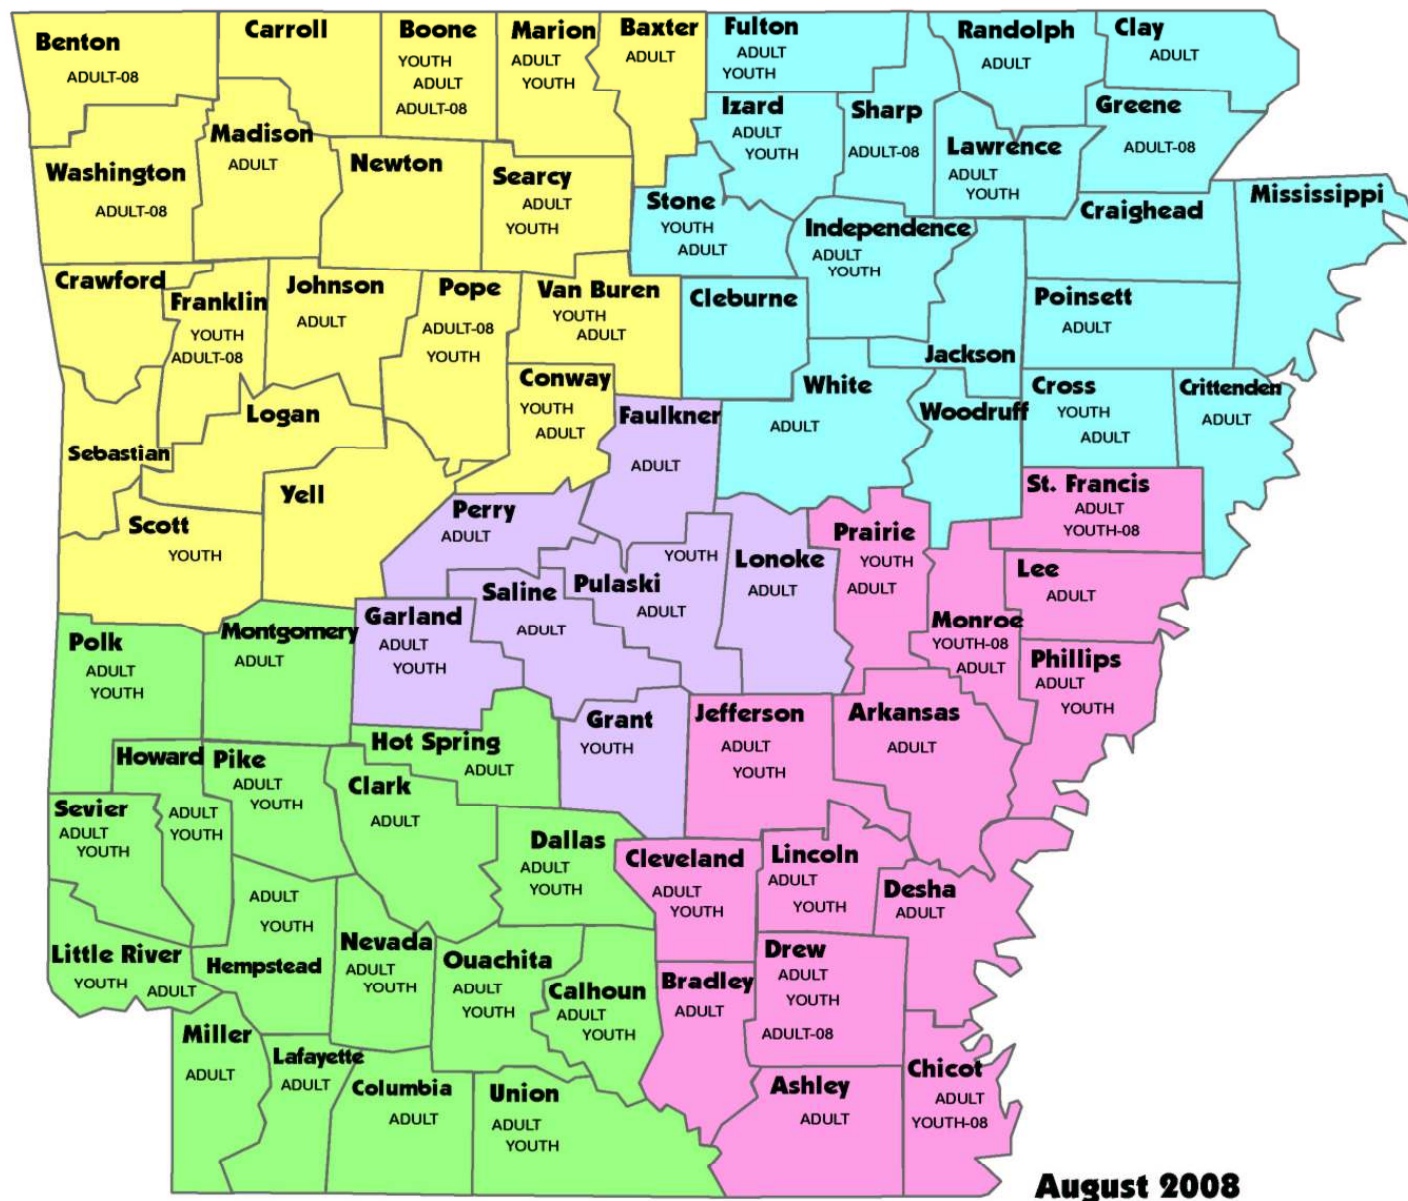 Benton
ADULT-08
Carroll
Boone
YOUTH
ADULT
ADULT-08
Marion
ADULT
YOUTH
Baxter
ADULT
Fulton
ADULT
YOUTH
Randolph
ADULT
Clay
ADULT
Washington
ADULT-08
Madison
ADULT
Newton
Searcy
ADULT
YOUTH
Stone
YOUTH
ADULT
Izard
ADULT
YOUTH
Sharp
ADULT-08
Lawrence
ADULT
YOUTH
Greene
ADULT-08
Craighead
Mississippi
Independence
ADULT
YOUTH
Crawford
Franklin
YOUTH
ADULT-08
Johnson
ADULT
Pope
ADULT-08
YOUTH
Van Buren
YOUTH
ADULT
Cleburne
Jackson
Poinsett
ADULT
Sebastian
Logan
Conway
YOUTH
ADULT
Faulkner
ADULT
White
ADULT
Woodruff
Cross
YOUTH
ADULT
Crittenden
ADULT
Scott
YOUTH
Yell
Perry
ADULT
Saline
ADULT
Pulaski
YOUTH
ADULT
Lonoke
ADULT
Prairie
YOUTH
ADULT
St. Francis
ADULT
YOUTH-08
Lee
ADULT
Monroe
YOUTH-08
ADULT
Phillips
ADULT
YOUTH
Polk
ADULT
YOUTH
Montgomery
ADULT
Garland
ADULT
YOUTH
Hot Spring
ADULT
Grant
YOUTH
Jefferson
ADULT
YOUTH
Arkansas
ADULT
Howard
ADULT
YOUTH
Pike
ADULT
YOUTH
Clark
ADULT
Sevier
ADULT
YOUTH
Dallas
ADULT
YOUTH
Cleveland
ADULT
YOUTH
Lincoln
ADULT
YOUTH
Desha
ADULT
Little River
YOUTH
ADULT
ADULT
YOUTH
Hempstead
Nevada
ADULT
YOUTH
Ouachita
ADULT
YOUTH
Calhoun
ADULT
YOUTH
Bradley
ADULT
Drew
ADULT
YOUTH
ADULT-08
Miller
ADULT
Lafayette
ADULT
Columbia
ADULT
Union
ADULT
YOUTH
Ashley
ADULT
Chicot
ADULT
YOUTH-08
August 2008